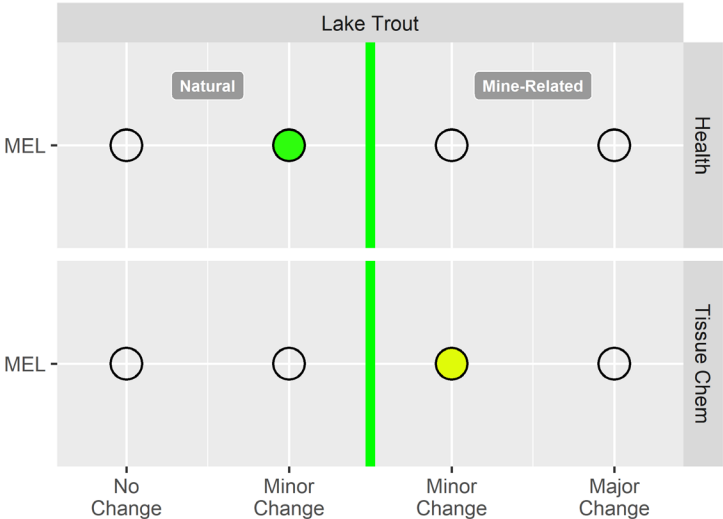 Lake Trout
Natural
Mine-Related
MEL
Health
MEL
Tissue Chem
No
Change
Minor
Change
Minor
Change
Major
Change